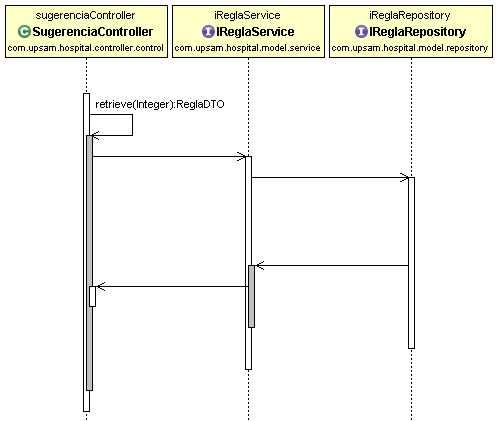 sugerenciaController
C SugerenciaController
com.upsam.hospital.controller.control
iReglaService
I IReglaService
com.upsam.hospital.model.service
iReglaRepository
I IReglaRepository
com.upsam.hospital.model.repository
retrieve(Integer):ReglaDTO